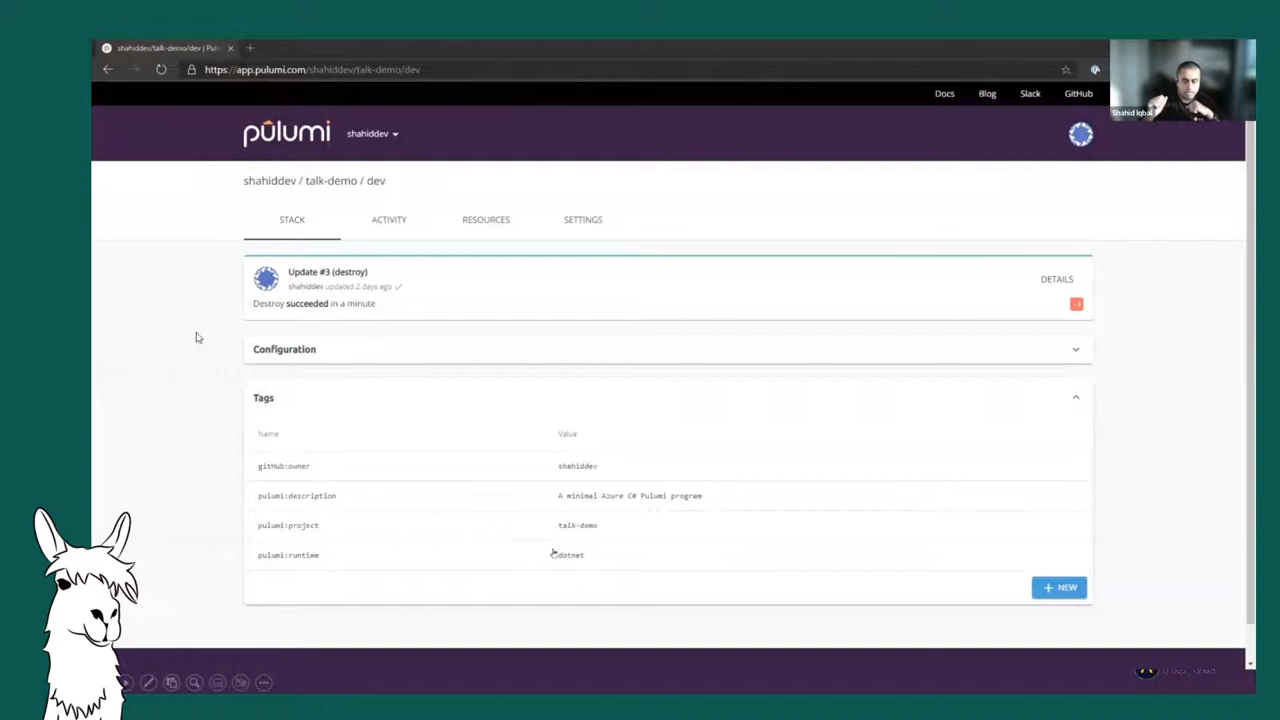 shahiddev/talk-demo/dev | Pul
https://app.pulumi.com/shahiddev/talk-demo/dev
Docs Blog Slack GitHub
Shahid Iqbal
pulumi shahiddev
shahiddev / talk-demo / dev
STACK ACTIVITY RESOURCES SETTINGS
Update #3 (destroy)
shahiddev updated 2 days ago
DETAILS
Destroy succeeded in a minute
Configuration
Tags
Name Value
gitHub:owner shahiddev
pulumi:description A minimal Azure C# Pulumi program
pulumi:project talk-demo
pulumi:runtime dotnet
+ NEW